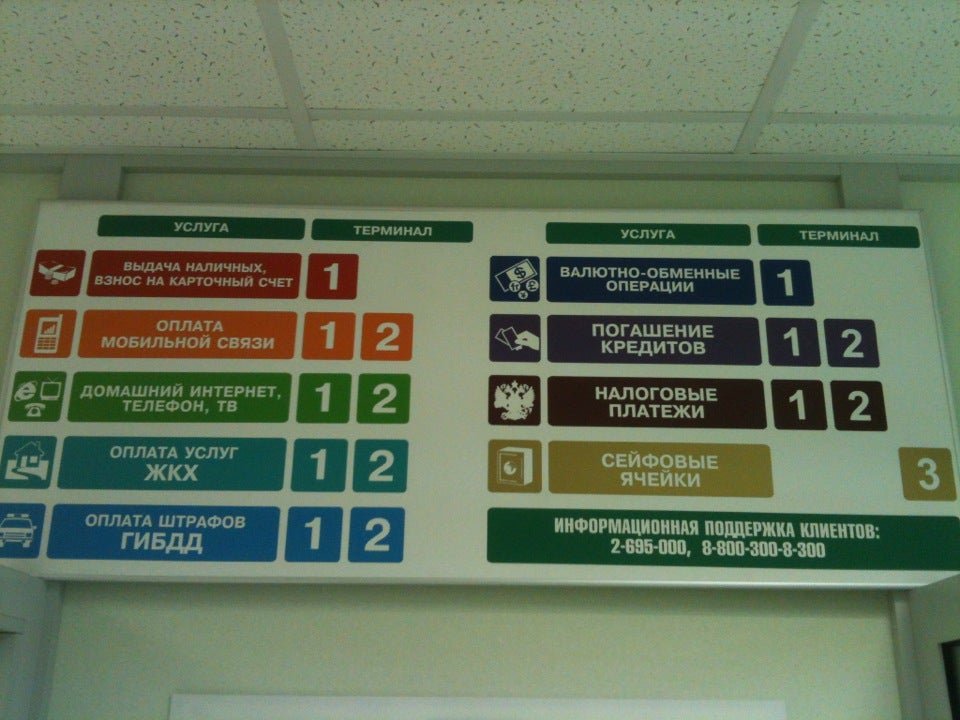 УСЛУГА ТЕРМИНАЛ
ВЫДАЧА НАЛИЧНЫХ,
ВЗНОС НА КАРТОЧНЫЙ СЧЕТ 1
ОПЛАТА
МОБИЛЬНОЙ СВЯЗИ 1 2
ДОМАШНИЙ ИНТЕРНЕТ,
ТЕЛЕФОН, ТВ 1 2
ОПЛАТА УСЛУГ
ЖКХ 1 2
ОПЛАТА ШТРАФОВ
ГИБДД 1 2
УСЛУГА ТЕРМИНАЛ
ВАЛЮТНО-ОБМЕННЫЕ
ОПЕРАЦИИ 1
ПОГАШЕНИЕ
КРЕДИТОВ 1 2
НАЛОГОВЫЕ
ПЛАТЕЖИ 1 2
СЕЙФОВЫЕ
ЯЧЕЙКИ 3
ИНФОРМАЦИОННАЯ ПОДДЕРЖКА КЛИЕНТОВ:
2-695-000, 8-800-300-8-300